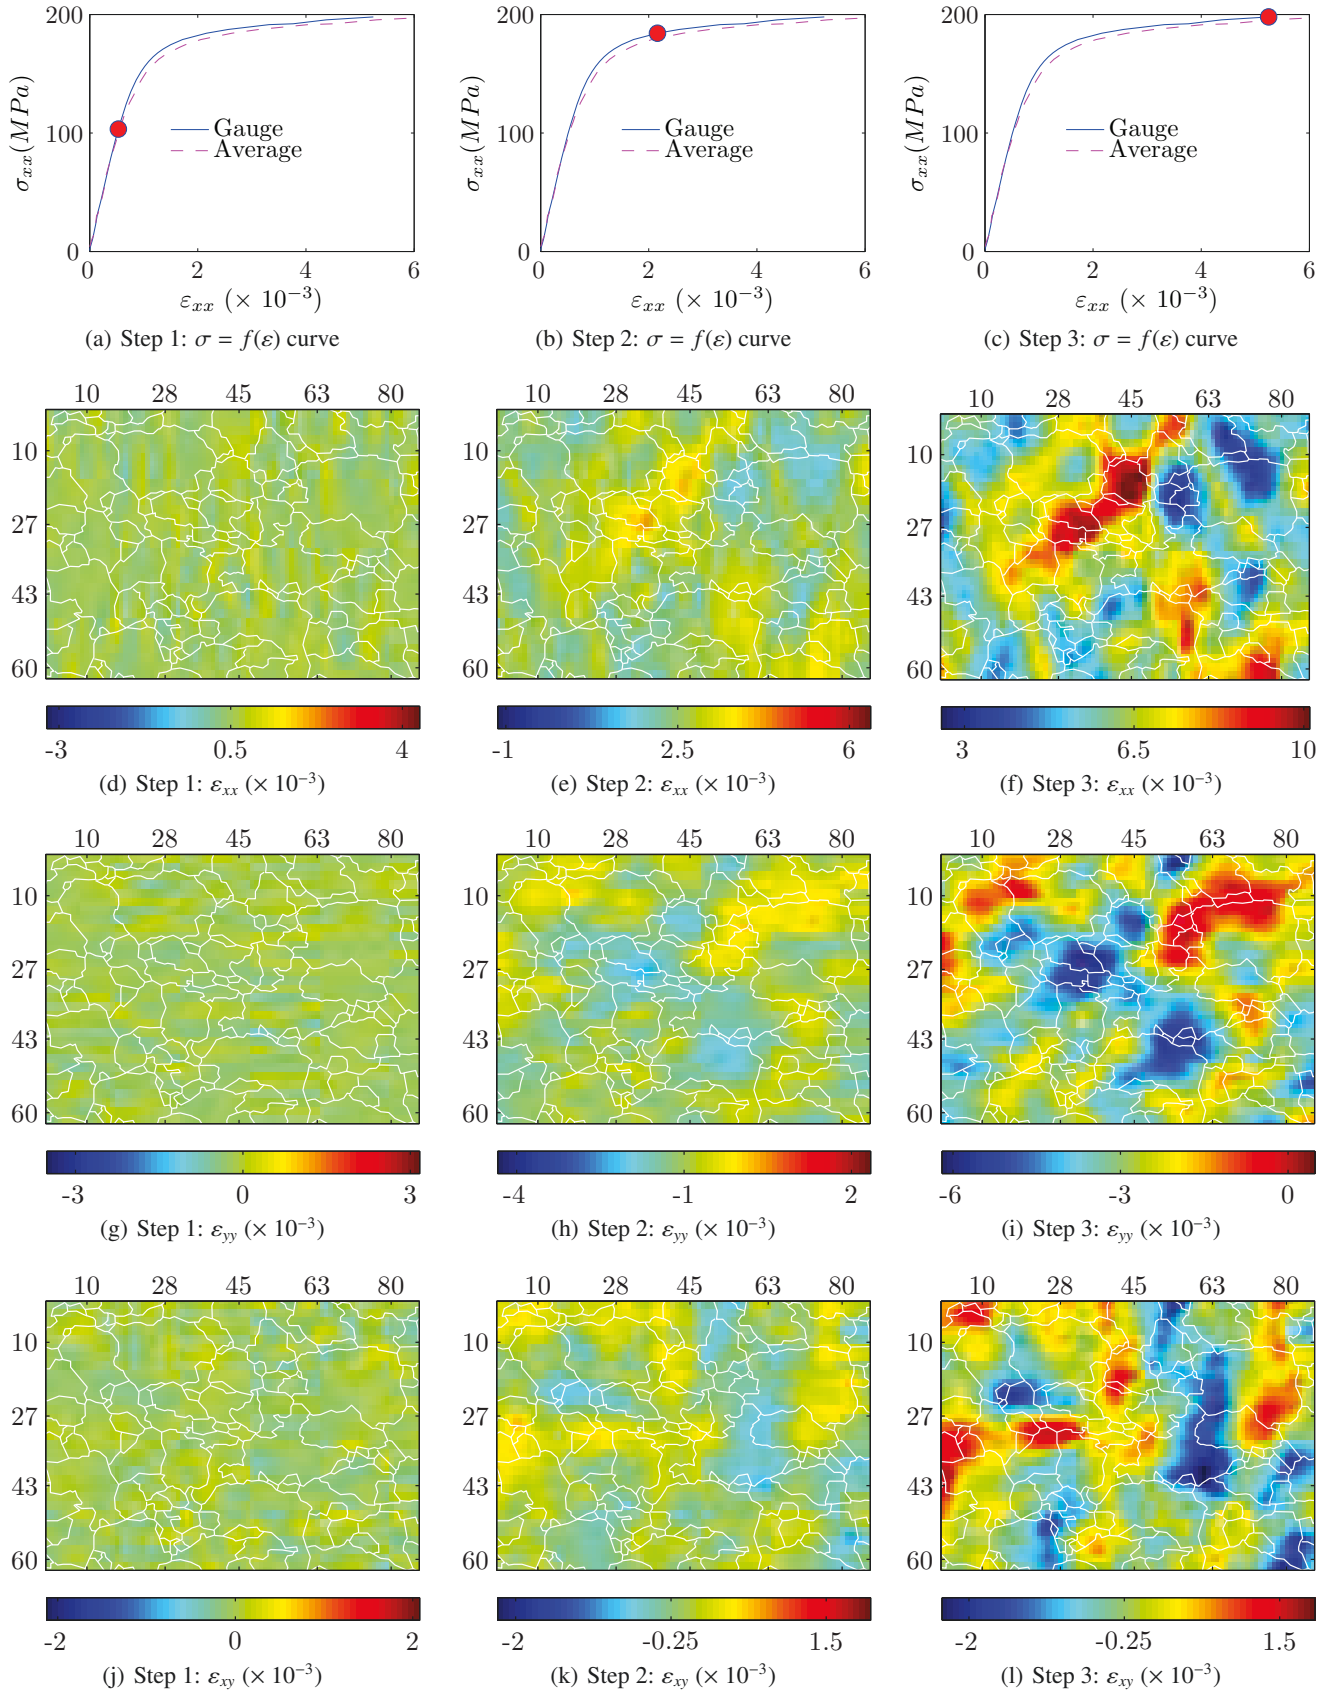 200
100
0
σxx(MPa)
Gauge
Average
0 2 4 6
εxx (× 10−3)
(a) Step 1: σ = f(ε) curve
200
100
0
σxx(MPa)
Gauge
Average
0 2 4 6
εxx (× 10−3)
(b) Step 2: σ = f(ε) curve
200
100
0
σxx(MPa)
Gauge
Average
0 2 4 6
εxx (× 10−3)
(c) Step 3: σ = f(ε) curve
10 28 45 63 80
10
27
43
60
-3 0.5 4
(d) Step 1: εxx (× 10−3)
10 28 45 63 80
10
27
43
60
-1 2.5 6
(e) Step 2: εxx (× 10−3)
10 28 45 63 80
10
27
43
60
3 6.5 10
(f) Step 3: εxx (× 10−3)
10 28 45 63 80
10
27
43
60
-3 0 3
(g) Step 1: εyy (× 10−3)
10 28 45 63 80
10
27
43
60
-4 -1 2
(h) Step 2: εyy (× 10−3)
10 28 45 63 80
10
27
43
60
-6 -3 0
(i) Step 3: εyy (× 10−3)
10 28 45 63 80
10
27
43
60
-2 0 2
(j) Step 1: εxy (× 10−3)
10 28 45 63 80
10
27
43
60
-2 -0.25 1.5
(k) Step 2: εxy (× 10−3)
10 28 45 63 80
10
27
43
60
-2 -0.25 1.5
(l) Step 3: εxy (× 10−3)